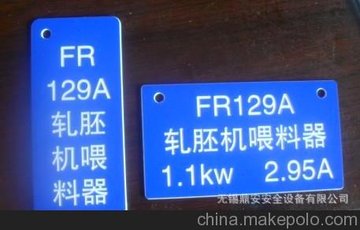 FR
129A
轧胚
机喂
料器
FR129A
轧胚机喂料器
1.1kw 2.95A
无锡鼎安安全设备有限公司
china.makepolo.com